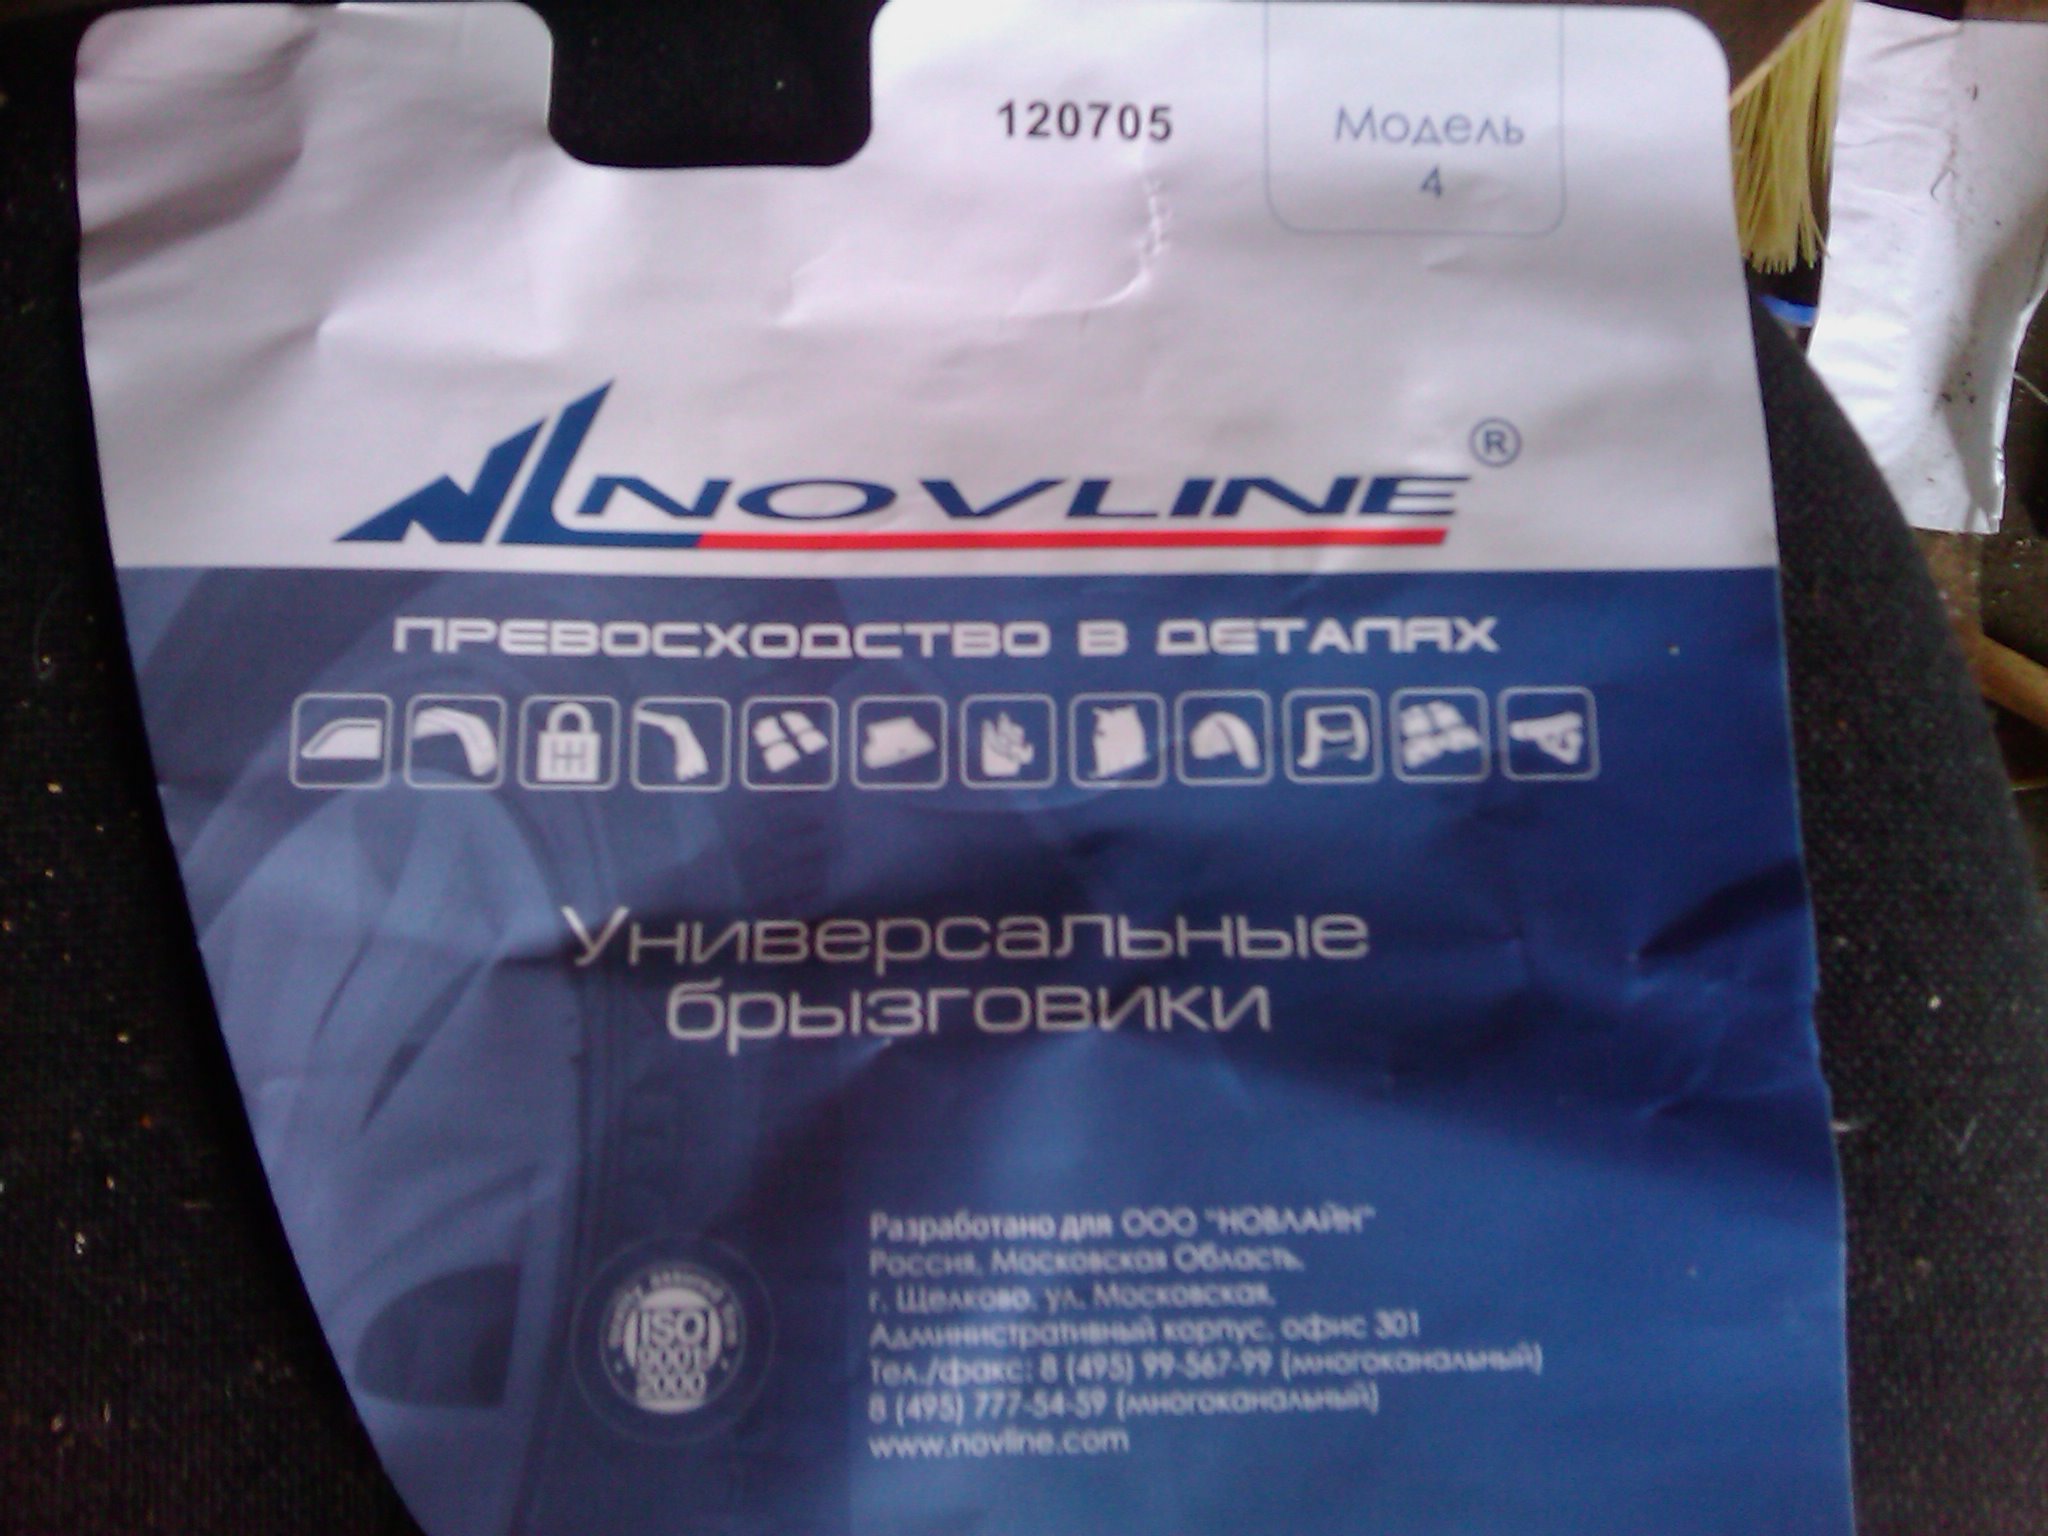 120705
Модель
4
NOVLINE®
ПРЕВОСХОДСТВО В ДЕТАЛЯХ
Универсальные
брызговики
Разработано для ООО "НОВЛАЙН"
Россия, Московская Область,
г. Щелково, ул. Московская,
Административный корпус, офис 301
Тел./факс: 8 (495) 99-567-99 (многоканальный)
8 (495) 777-54-59 (многоканальный)
www.novline.com
ISO
9001
2000